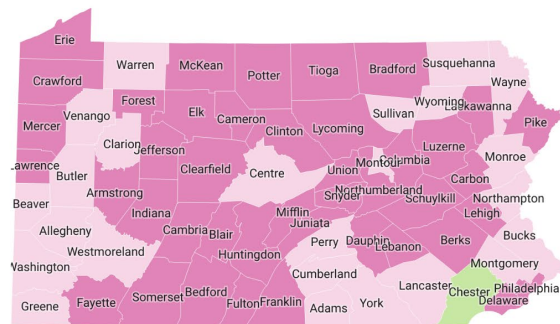 Erie
Warren
McKean
Potter
Tioga
Bradford
Susquehanna
Wayne
Crawford
Forest
Elk
Cameron
Sullivan
Wyoming
Lackawanna
Pike
Venango
Mercer
Clinton
Lycoming
Clarion
Jefferson
Clearfield
Centre
Union
Montour
Columbia
Luzerne
Monroe
Lawrence
Butler
Carbon
Armstrong
Snyder
Northumberland
Schuylkill
Northampton
Beaver
Indiana
Mifflin
Juniata
Lehigh
Allegheny
Cambria
Blair
Perry
Dauphin
Lebanon
Berks
Bucks
Westmoreland
Huntingdon
Washington
Cumberland
Montgomery
Lancaster
Chester
Philadelphia
Greene
Fayette
Somerset
Bedford
Fulton
Franklin
Adams
York
Delaware